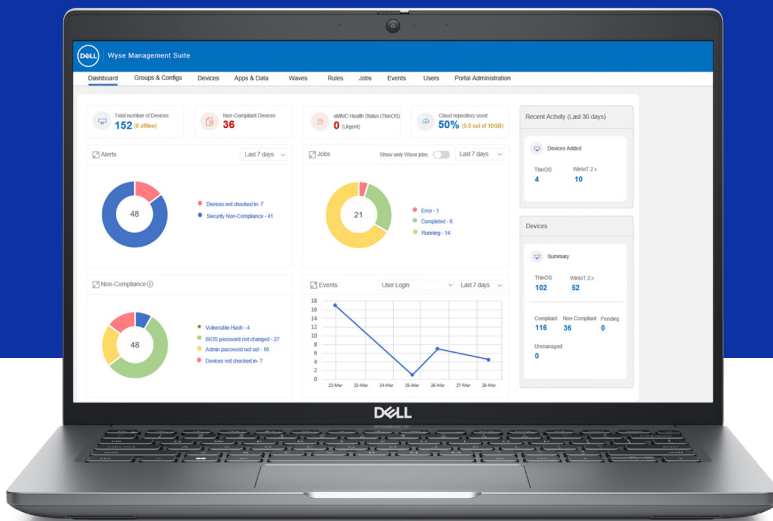 DELL Wyse Management Suite
Dashboard Groups & Configs Devices Apps & Data Waves Rules Jobs Events Users Portal Administration
Total number of Devices
152 (0 offline)
Non-Compliant Devices
36
eMMC Health Status (ThinOS)
0 (Urgent)
Cloud repository used
50% (5.0 out of 10GB)
Recent Activity (Last 30 days)
Devices Added
ThinOS WinIoT 2.x
4 10
Alerts Last 7 days
48
Devices not checked in- 7
Security Non-Compliance - 41
Jobs Show only Wave jobs Last 7 days
21
Error - 1
Completed - 6
Running - 14
Devices
Summary
ThinOS WinIoT 2.x
102 52
Compliant Non-Compliant Pending
116 36 0
Unmanaged
0
Non-Compliance
48
Vulnerable Hash - 4
BIOS password not changed - 27
Admin password not set - 10
Devices not checked in- 7
Events User Login Last 7 days
18
16
14
12
10
8
6
4
2
0
22-Mar 23-Mar 24-Mar 25-Mar 26-Mar 27-Mar 28-Mar
DELL